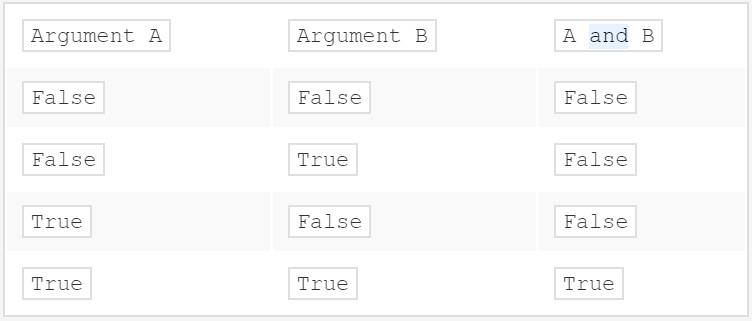 Argument A Argument B A and B
False False False
False True False
True False False
True True True